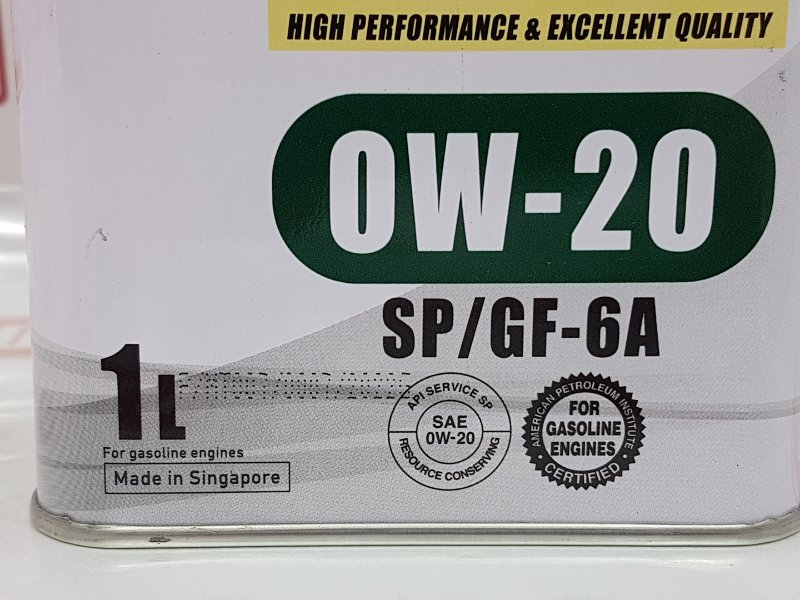 HIGH PERFORMANCE & EXCELLENT QUALITY
0W-20
SP/GF-6A
1L
For gasoline engines
Made in Singapore
API SERVICE SP
SAE
0W-20
RESOURCE CONSERVING
AMERICAN PETROLEUM INSTITUTE
FOR
GASOLINE
ENGINES
CERTIFIED